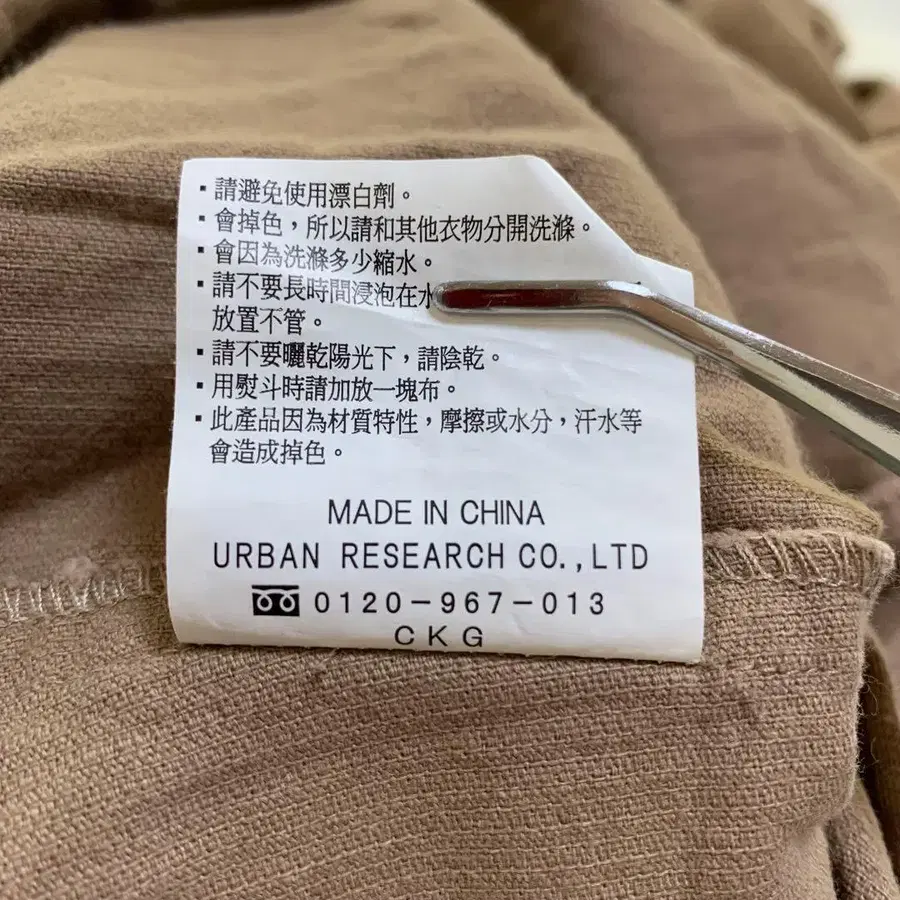 ・請避免使用漂白劑。
・會掉色，所以請和其他衣物分開洗滌。
・會因為洗滌多少縮水。
・請不要長時間浸泡在水
放置不管。
・請不要曬乾陽光下，請陰乾。
・用熨斗時請加放一塊布。
・此產品因為材質特性，摩擦或水分，汗水等
會造成掉色。
MADE IN CHINA
URBAN RESEARCH CO.,LTD
0120-967-013
CKG